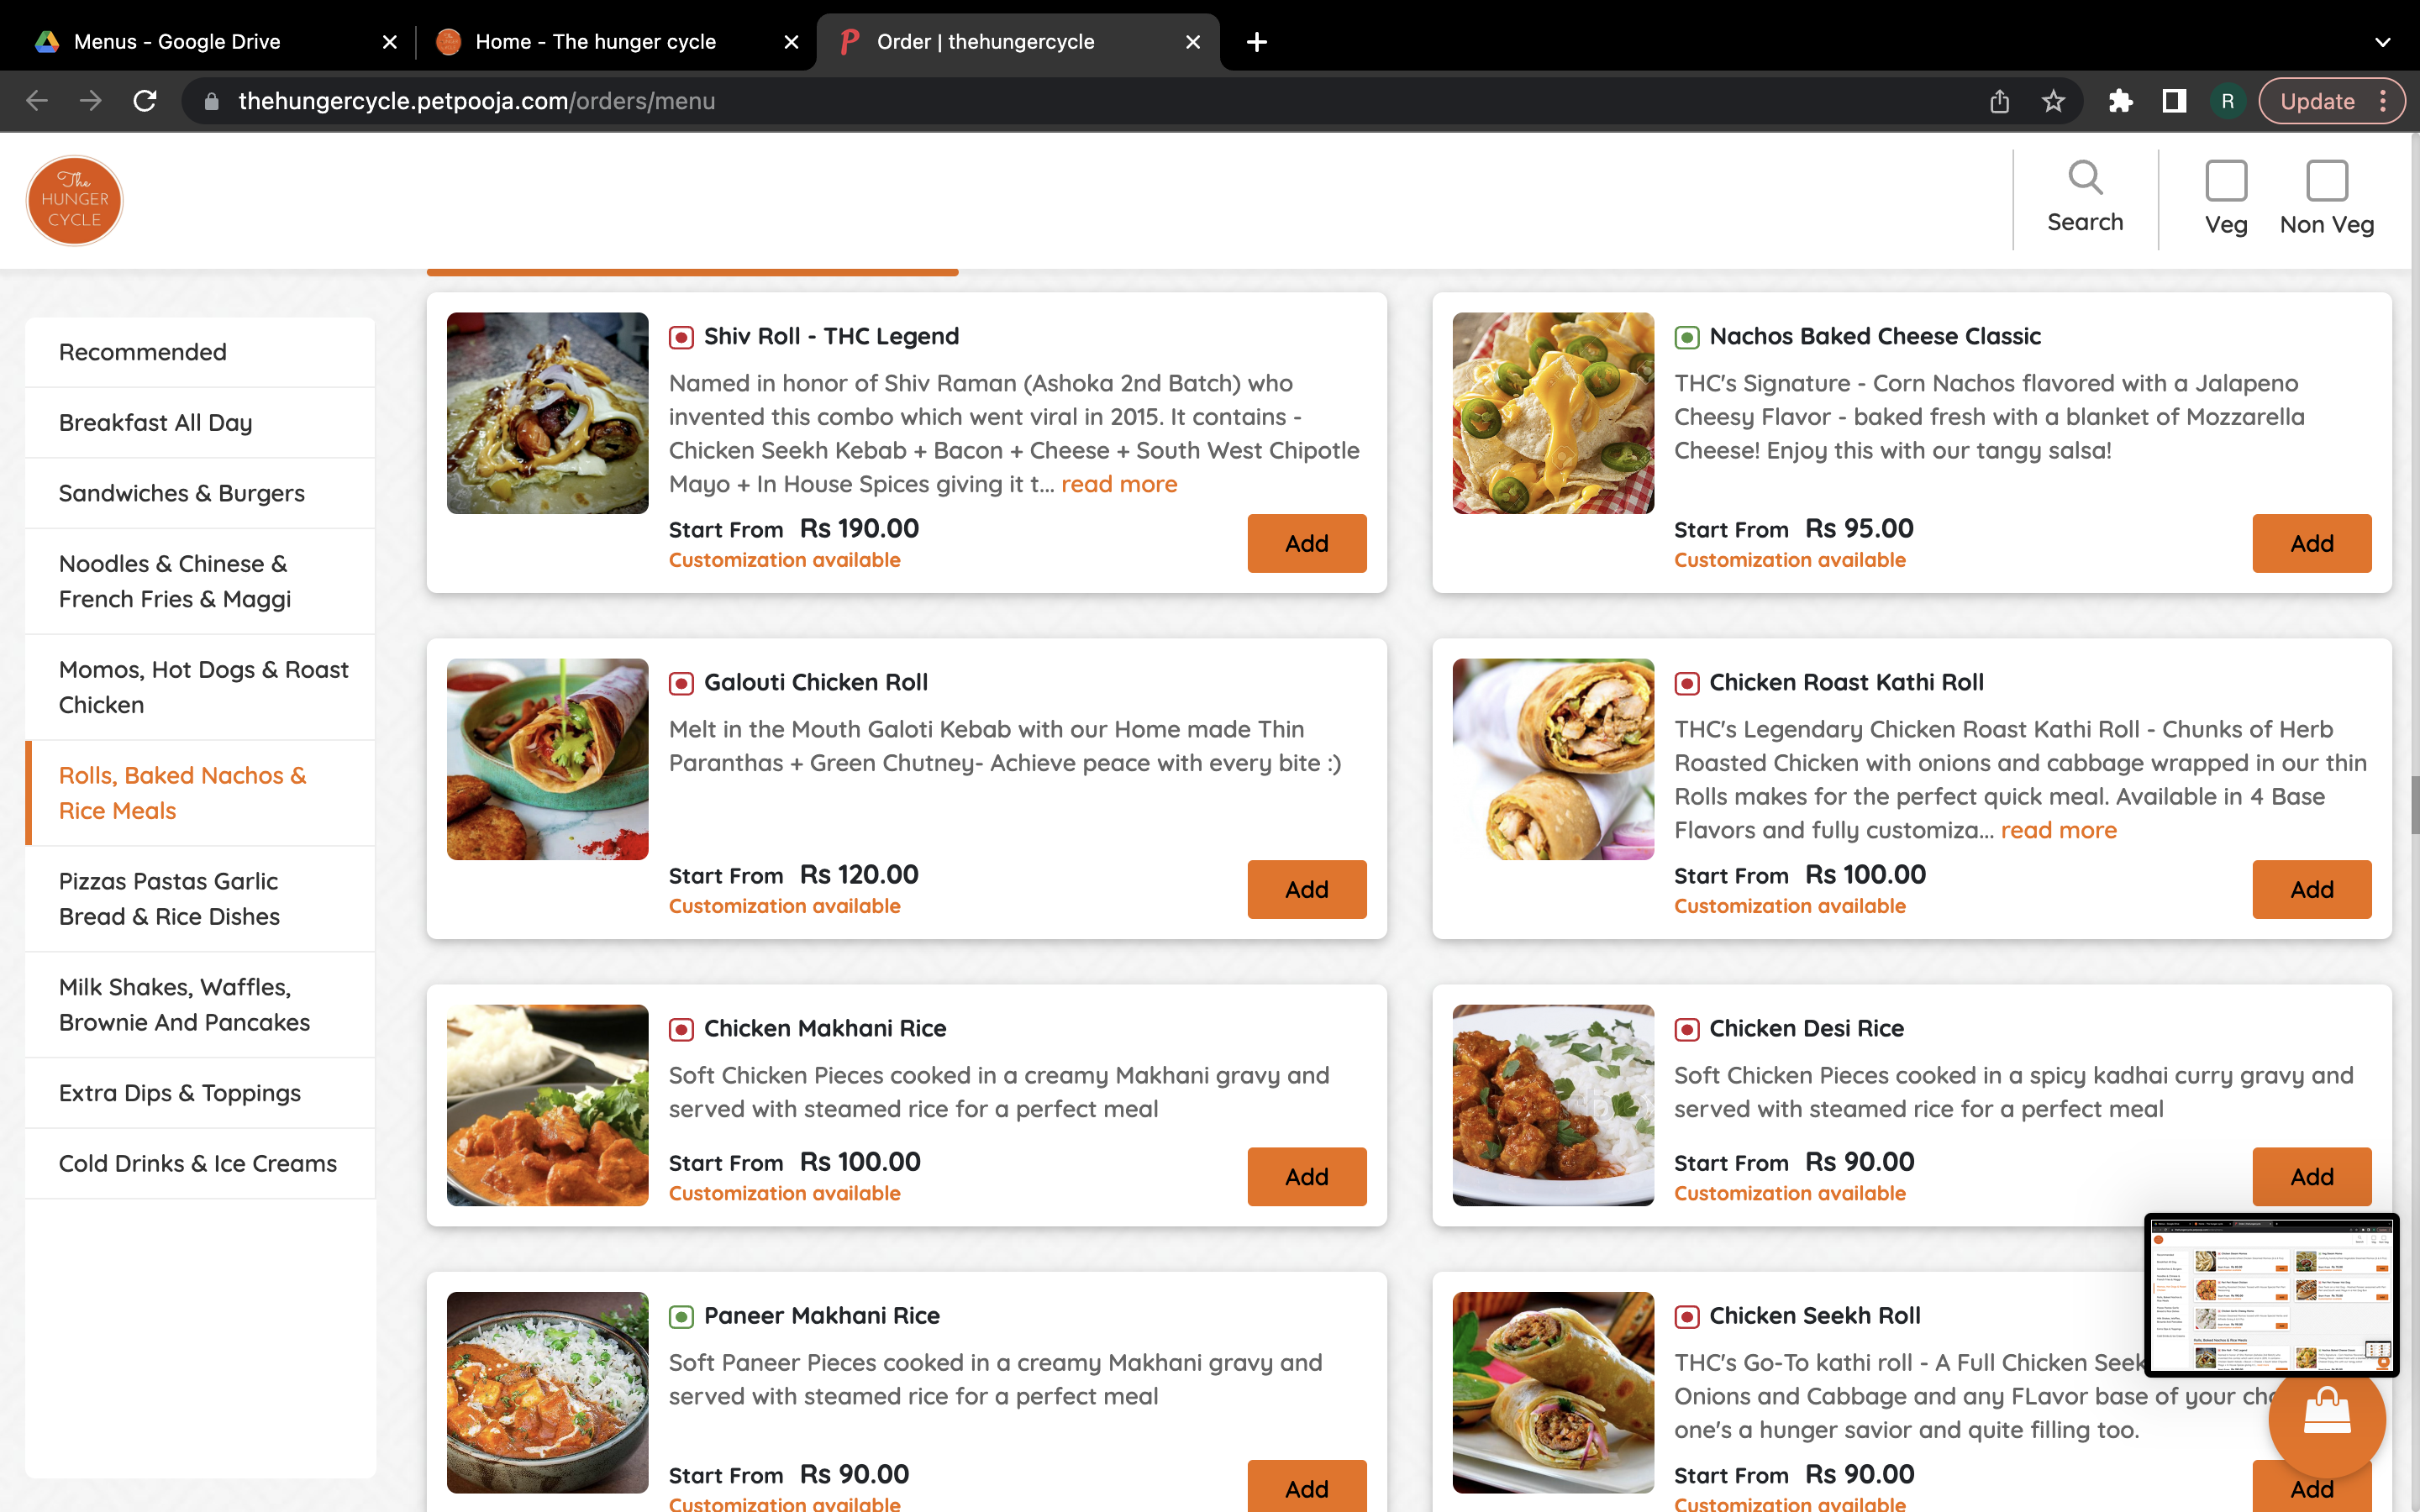 Menus - Google Drive
Home - The hunger cycle
Order | thehungercycle
thehungercycle.petpooja.com/orders/menu
R
Update
The
HUNGER
CYCLE
Search
Veg
Non Veg
Recommended
Breakfast All Day
Sandwiches & Burgers
Noodles & Chinese &
French Fries & Maggi
Momos, Hot Dogs & Roast
Chicken
Rolls, Baked Nachos &
Rice Meals
Pizzas Pastas Garlic
Bread & Rice Dishes
Milk Shakes, Waffles,
Brownie And Pancakes
Extra Dips & Toppings
Cold Drinks & Ice Creams
Shiv Roll - THC Legend
Named in honor of Shiv Raman (Ashoka 2nd Batch) who
invented this combo which went viral in 2015. It contains -
Chicken Seekh Kebab + Bacon + Cheese + South West Chipotle
Mayo + In House Spices giving it t... read more
Start From Rs 190.00
Customization available
Add
Nachos Baked Cheese Classic
THC's Signature - Corn Nachos flavored with a Jalapeno
Cheesy Flavor - baked fresh with a blanket of Mozzarella
Cheese! Enjoy this with our tangy salsa!
Start From Rs 95.00
Customization available
Add
Galouti Chicken Roll
Melt in the Mouth Galoti Kebab with our Home made Thin
Paranthas + Green Chutney- Achieve peace with every bite :)
Start From Rs 120.00
Customization available
Add
Chicken Roast Kathi Roll
THC's Legendary Chicken Roast Kathi Roll - Chunks of Herb
Roasted Chicken with onions and cabbage wrapped in our thin
Rolls makes for the perfect quick meal. Available in 4 Base
Flavors and fully customiza... read more
Start From Rs 100.00
Customization available
Add
Chicken Makhani Rice
Soft Chicken Pieces cooked in a creamy Makhani gravy and
served with steamed rice for a perfect meal
Start From Rs 100.00
Customization available
Add
Chicken Desi Rice
Soft Chicken Pieces cooked in a spicy kadhai curry gravy and
served with steamed rice for a perfect meal
Start From Rs 90.00
Customization available
Add
Paneer Makhani Rice
Soft Paneer Pieces cooked in a creamy Makhani gravy and
served with steamed rice for a perfect meal
Start From Rs 90.00
Customization available
Add
Chicken Seekh Roll
THC's Go-To kathi roll - A Full Chicken Seek
Onions and Cabbage and any FLavor base of your
one's a hunger savior and quite filling too.
Start From Rs 90.00
Customization available
Add